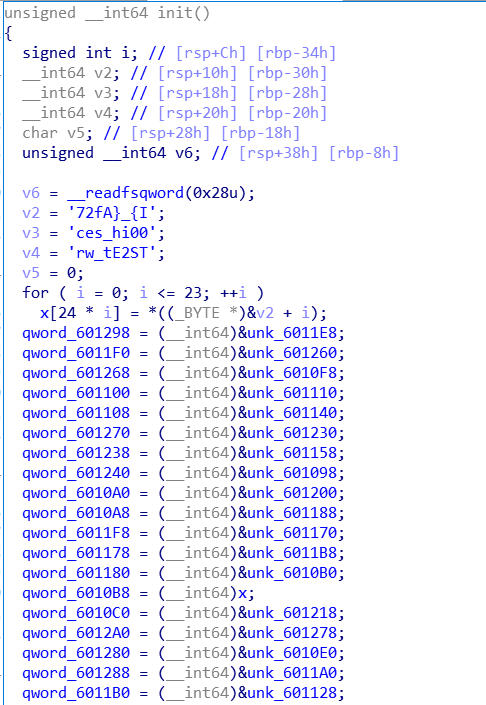 unsigned __int64 init()
{
  signed int i; // [rsp+Ch] [rbp-34h]
  __int64 v2; // [rsp+10h] [rbp-30h]
  __int64 v3; // [rsp+18h] [rbp-28h]
  __int64 v4; // [rsp+20h] [rbp-20h]
  char v5; // [rsp+28h] [rbp-18h]
  unsigned __int64 v6; // [rsp+38h] [rbp-8h]

  v6 = __readfsqword(0x28u);
  v2 = '72fA}_{I';
  v3 = 'ces_hi00';
  v4 = 'rw_tE2ST';
  v5 = 0;
  for ( i = 0; i <= 23; ++i )
    x[24 * i] = *((_BYTE *)&v2 + i);
  qword_601298 = (__int64)&unk_6011E8;
  qword_6011F0 = (__int64)&unk_601260;
  qword_601268 = (__int64)&unk_6010F8;
  qword_601100 = (__int64)&unk_601110;
  qword_601108 = (__int64)&unk_601140;
  qword_601270 = (__int64)&unk_601230;
  qword_601238 = (__int64)&unk_601158;
  qword_601240 = (__int64)&unk_601098;
  qword_6010A0 = (__int64)&unk_601200;
  qword_6010A8 = (__int64)&unk_601188;
  qword_6011F8 = (__int64)&unk_601170;
  qword_601178 = (__int64)&unk_6011B8;
  qword_601180 = (__int64)&unk_6010B0;
  qword_6010B8 = (__int64)x;
  qword_6010C0 = (__int64)&unk_601218;
  qword_6012A0 = (__int64)&unk_601278;
  qword_601280 = (__int64)&unk_6010E0;
  qword_601288 = (__int64)&unk_6011A0;
  qword_6011B0 = (__int64)&unk_601128;